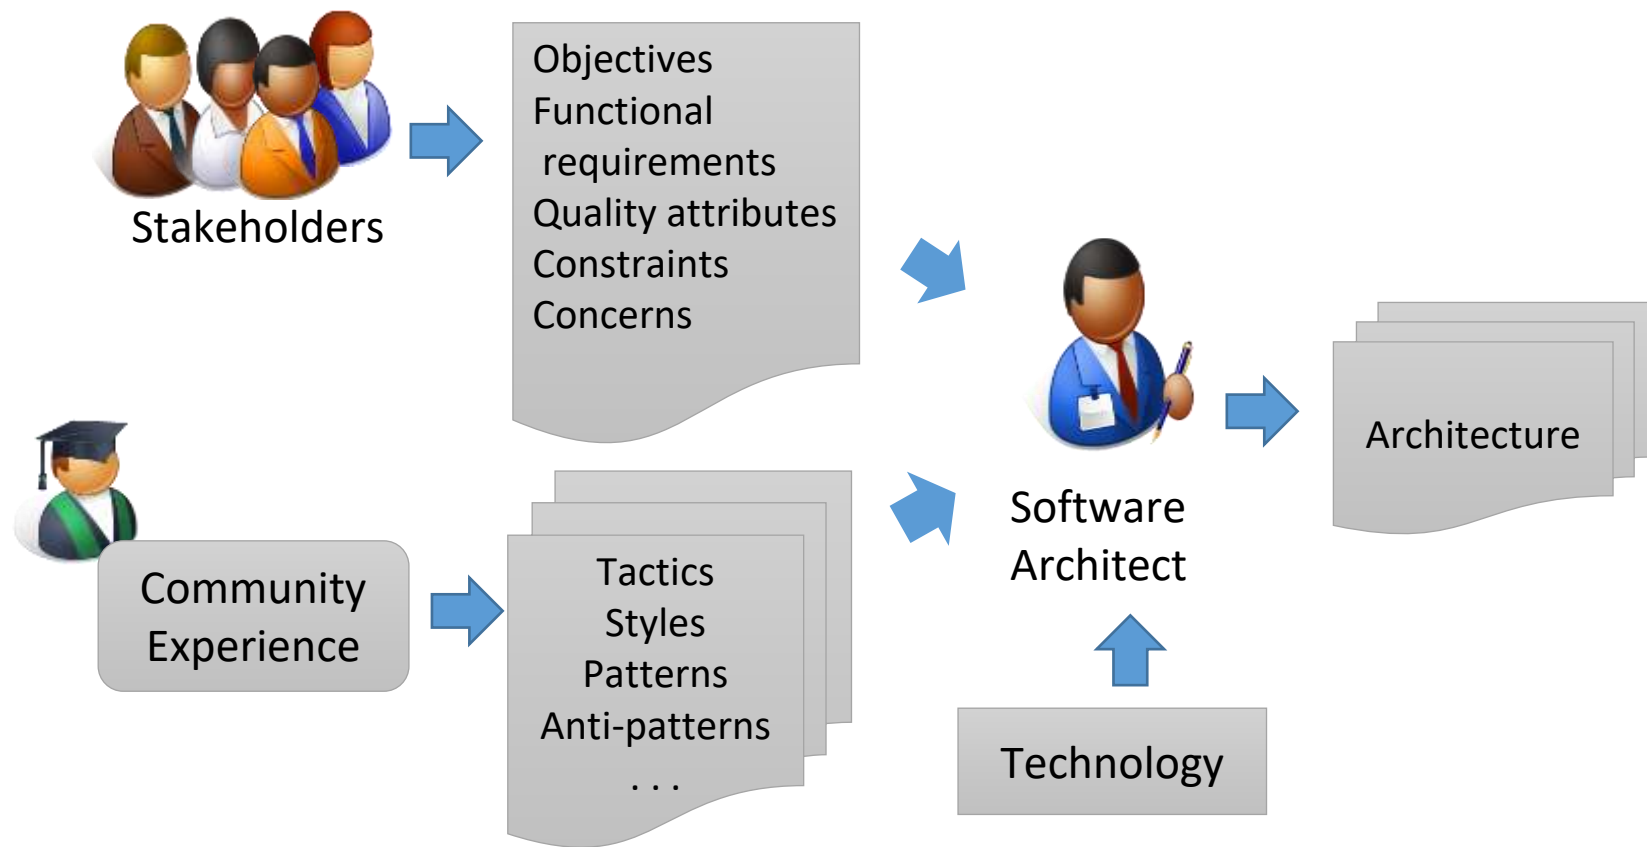 Stakeholders
Objectives
Functional
requirements
Quality attributes
Constraints
Concerns
Community
Experience
Tactics
Styles
Patterns
Anti-patterns
. . .
Software
Architect
Technology
Architecture